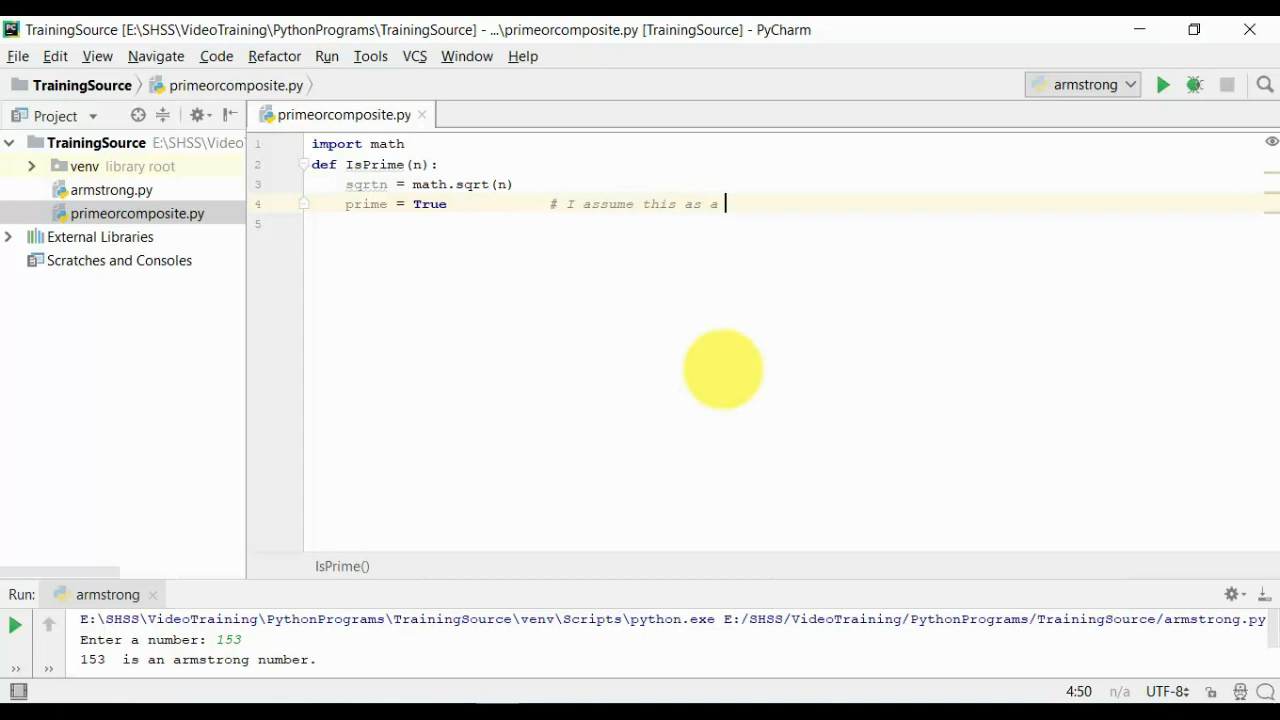 TrainingSource [E:\SHSS\VideoTraining\PythonPrograms\TrainingSource] - ...\primeorcomposite.py [TrainingSource] - PyCharm
File Edit View Navigate Code Refactor Run Tools VCS Window Help
TrainingSource primeorcomposite.py armstrong
Project primeorcomposite.py
TrainingSource E:\SHSS\Video
venv library root
armstrong.py
primeorcomposite.py
External Libraries
Scratches and Consoles
1 import math
2 def IsPrime(n):
3 sqrtn = math.sqrt(n)
4 prime = True # I assume this as a
5
IsPrime()
Run: armstrong
E:\SHSS\VideoTraining\PythonPrograms\TrainingSource\venv\Scripts\python.exe E:/SHSS/VideoTraining/PythonPrograms/TrainingSource/armstrong.py
Enter a number: 153
153  is an armstrong number.
4:50 n/a UTF-8